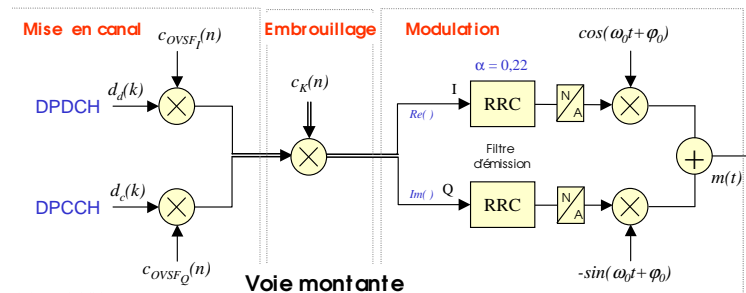 Mise en canal
Embrouillage
Modulation
c_OVSF_I(n)
cos(ω₀t+φ₀)
c_K(n)
α = 0,22
DPDCH
d_d(k)
I
RRC
N/A
Re( )
Filtre
d'émission
m(t)
DPCCH
d_c(k)
Im( )
Q
RRC
N/A
c_OVSF_Q(n)
-sin(ω₀t+φ₀)
Voie montante